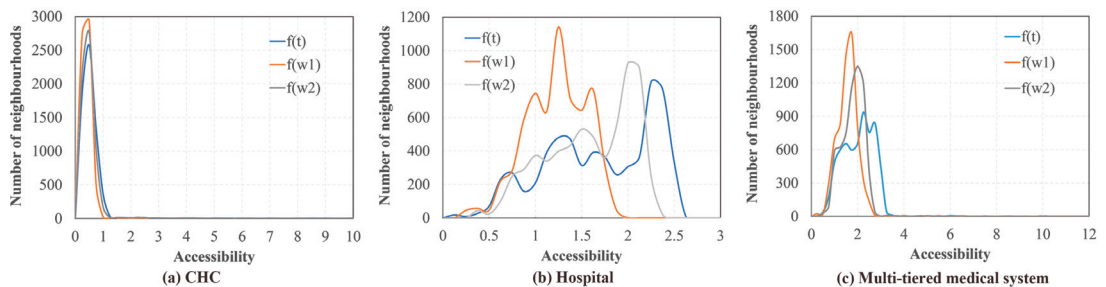 Number of neighbourhoods
3000
2500
2000
1500
1000
500
0
f(t)
f(w1)
f(w2)
0 1 2 3 4 5 6 7 8 9 10
Accessibility
(a) CHC
Number of neighbourhoods
1200
1000
800
600
400
200
0
f(t)
f(w1)
f(w2)
0 0.5 1 1.5 2 2.5 3
Accessibility
(b) Hospital
Number of neighbourhoods
1800
1500
1200
900
600
300
0
f(t)
f(w1)
f(w2)
0 2 4 6 8 10 12
Accessibility
(c) Multi-tiered medical system